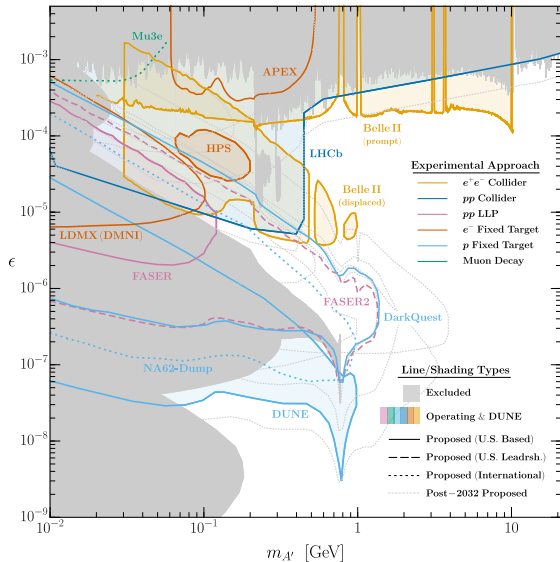 Mu3e
APEX
HPS
LHCb
Belle II
(prompt)
Belle II
(displaced)
Experimental Approach
e⁺e⁻ Collider
pp Collider
pp LLP
e⁻ Fixed Target
p Fixed Target
Muon Decay
LDMX (DMNI)
FASER
FASER2
DarkQuest
NA62-Dump
DUNE
Line/Shading Types
Excluded
Operating & DUNE
Proposed (U.S. Based)
Proposed (U.S. Leadrsh.)
Proposed (International)
Post−2032 Proposed
ϵ
10⁻³
10⁻⁴
10⁻⁵
10⁻⁶
10⁻⁷
10⁻⁸
10⁻⁹
10⁻² 10⁻¹ 1 10
m_A′ [GeV]